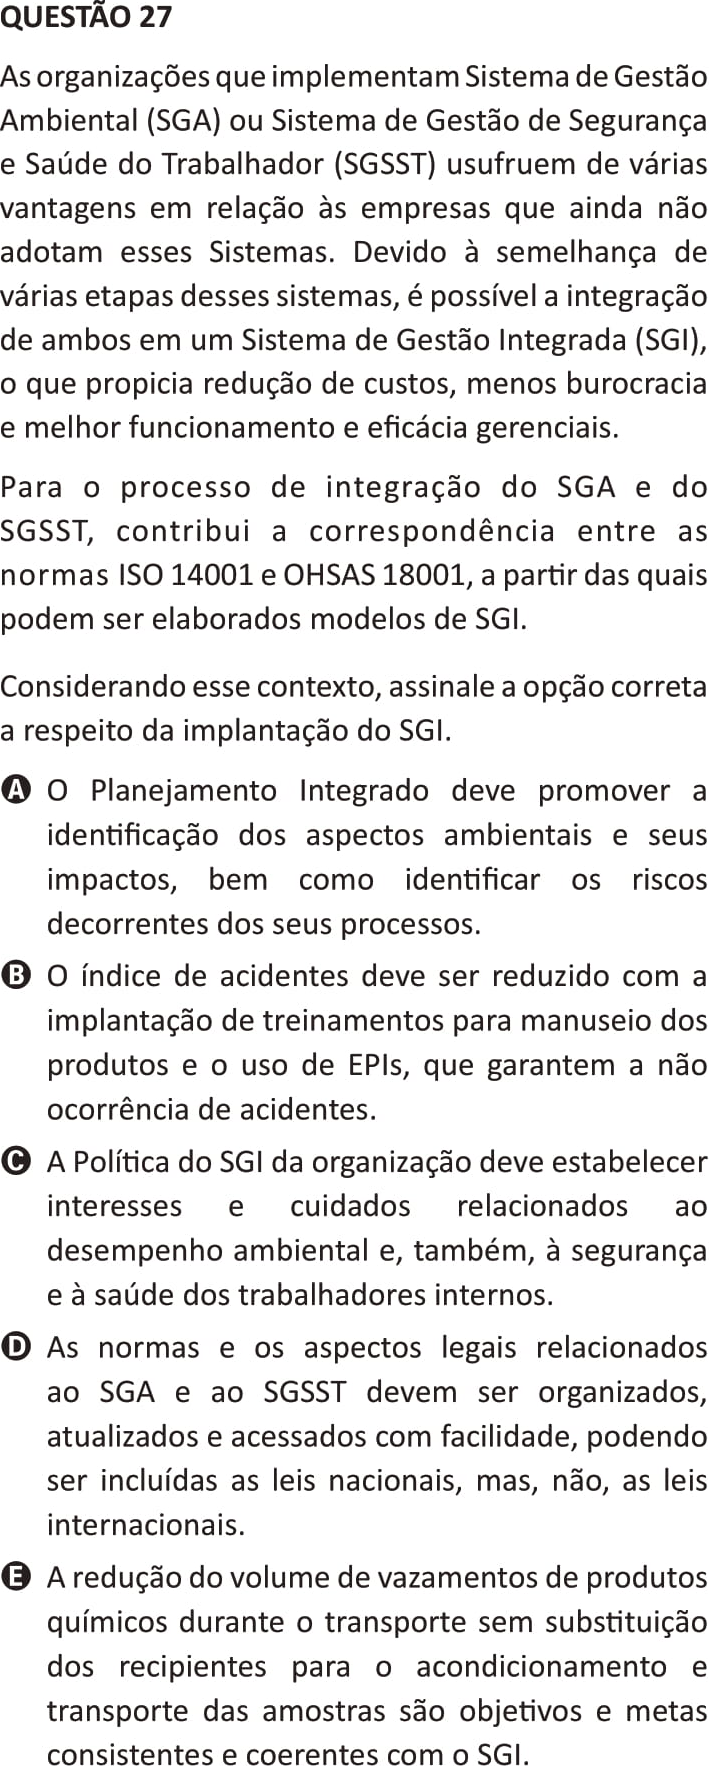 QUESTÃO 27
As organizações que implementam Sistema de Gestão
Ambiental (SGA) ou Sistema de Gestão de Segurança
e Saúde do Trabalhador (SGSST) usufruem de várias
vantagens em relação às empresas que ainda não
adotam esses Sistemas. Devido à semelhança de
várias etapas desses sistemas, é possível a integração
de ambos em um Sistema de Gestão Integrada (SGI),
o que propicia redução de custos, menos burocracia
e melhor funcionamento e eficácia gerenciais.
Para o processo de integração do SGA e do
SGSST, contribui a correspondência entre as
normas ISO 14001 e OHSAS 18001, a partir das quais
podem ser elaborados modelos de SGI.
Considerando esse contexto, assinale a opção correta
a respeito da implantação do SGI.
A O Planejamento Integrado deve promover a
identificação dos aspectos ambientais e seus
impactos, bem como identificar os riscos
decorrentes dos seus processos.
B O índice de acidentes deve ser reduzido com a
implantação de treinamentos para manuseio dos
produtos e o uso de EPIs, que garantem a não
ocorrência de acidentes.
C A Política do SGI da organização deve estabelecer
interesses e cuidados relacionados ao
desempenho ambiental e, também, à segurança
e à saúde dos trabalhadores internos.
D As normas e os aspectos legais relacionados
ao SGA e ao SGSST devem ser organizados,
atualizados e acessados com facilidade, podendo
ser incluídas as leis nacionais, mas, não, as leis
internacionais.
E A redução do volume de vazamentos de produtos
químicos durante o transporte sem substituição
dos recipientes para o acondicionamento e
transporte das amostras são objetivos e metas
consistentes e coerentes com o SGI.